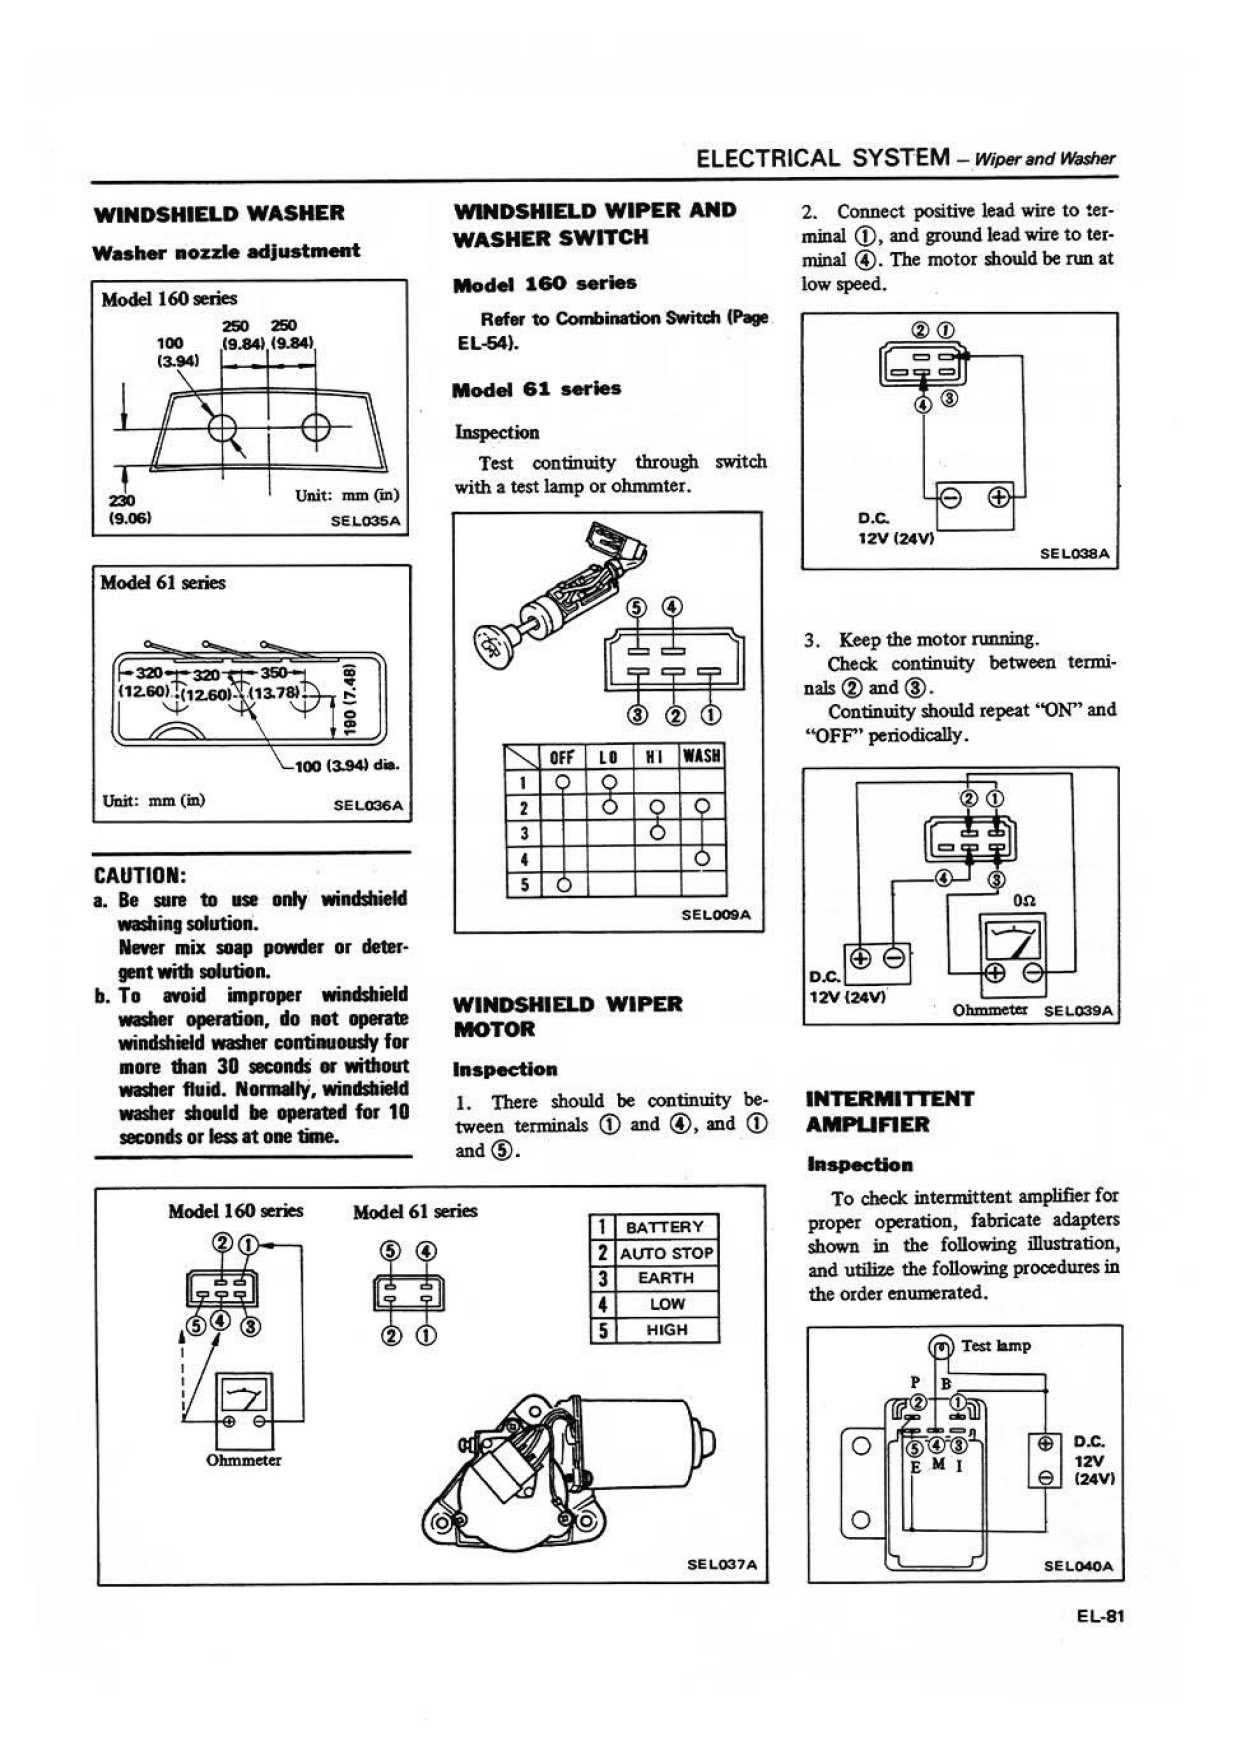 ELECTRICAL SYSTEM – Wiper and Washer
WINDSHIELD WASHER
Washer nozzle adjustment
Model 160 series
250 250
100 (9.84) (9.84)
(3.94)
230
(9.06)
Unit: mm (in)
SEL035A
Model 61 series
320 320 350
(12.60) (12.60) (13.78)
190 (7.48)
100 (3.94) dia.
Unit: mm (in)
SEL036A
CAUTION:
a. Be sure to use only windshield
washing solution.
Never mix soap powder or deter-
gent with solution.
b. To avoid improper windshield
washer operation, do not operate
windshield washer continuously for
more than 30 seconds or without
washer fluid. Normally, windshield
washer should be operated for 10
seconds or less at one time.
WINDSHIELD WIPER AND
WASHER SWITCH
Model 160 series
Refer to Combination Switch (Page
EL-54).
Model 61 series
Inspection
Test continuity through switch
with a test lamp or ohmmter.
⑤ ④
③ ② ①
OFF LO HI WASH
1
2
3
4
5
SEL009A
WINDSHIELD WIPER
MOTOR
Inspection
1. There should be continuity be-
tween terminals ① and ④, and ①
and ⑤.
Model 160 series
② ①
⑤ ④ ③
⊕ ⊖
Ohmmeter
Model 61 series
⑤ ④
② ①
1 BATTERY
2 AUTO STOP
3 EARTH
4 LOW
5 HIGH
SEL037A
2. Connect positive lead wire to ter-
minal ①, and ground lead wire to ter-
minal ④. The motor should be run at
low speed.
② ①
④ ③
⊖ ⊕
D.C.
12V (24V)
SEL038A
3. Keep the motor running.
Check continuity between termi-
nals ② and ③.
Continuity should repeat “ON” and
“OFF” periodically.
② ①
④ ③
0Ω
⊕ ⊖
D.C.
12V (24V)
⊕ ⊖
Ohmmeter SEL039A
INTERMITTENT
AMPLIFIER
Inspection
To check intermittent amplifier for
proper operation, fabricate adapters
shown in the following illustration,
and utilize the following procedures in
the order enumerated.
Test lamp
P B
② ①
⑤ ④ ③
E M I
⊕ D.C.
12V
⊖ (24V)
SEL040A
EL-81